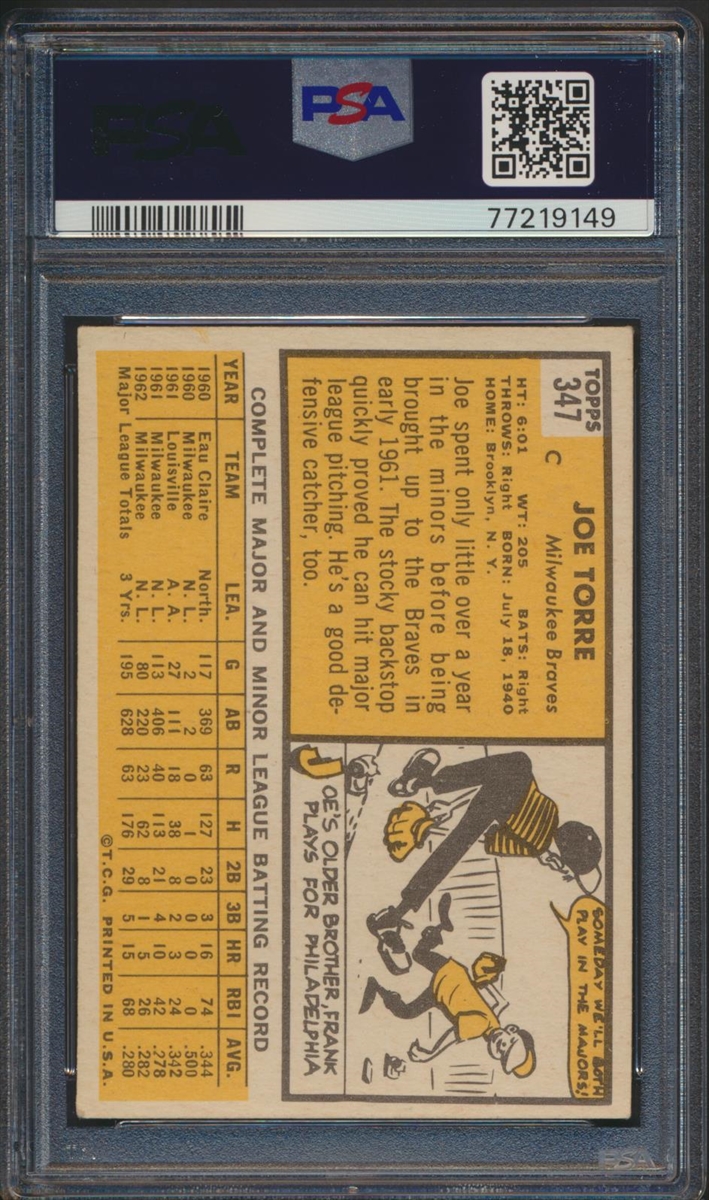 PSA
PSA
77219149
TOPPS
347
C
JOE TORRE
Milwaukee Braves
HT: 6:01 WT: 205 BATS: Right
THROWS: Right BORN: July 18, 1940
HOME: Brooklyn, N. Y.
Joe spent only little over a year
in the minors before being
brought up to the Braves in
early 1961. The stocky backstop
quickly proved he can hit major
league pitching. He's a good de-
fensive catcher, too.
SOMEDAY WE'LL BOTH
PLAY IN THE MAJORS!
JOE'S OLDER BROTHER, FRANK
PLAYS FOR PHILADELPHIA
COMPLETE MAJOR AND MINOR LEAGUE BATTING RECORD
YEAR TEAM LEA. G AB R H 2B 3B HR RBI AVG.
1960 Eau Claire North. 117 369 63 127 23 3 16 74 .344
1960 Milwaukee N. L. 2 2 0 1 0 0 0 0 .500
1961 Louisville A. A. 27 111 18 38 8 2 3 24 .342
1961 Milwaukee N. L. 113 406 40 113 21 4 10 42 .278
1962 Milwaukee N. L. 80 220 23 62 8 1 5 26 .282
Major League Totals 3 Yrs. 195 628 63 176 29 5 15 68 .280
©T.C.G. PRINTED IN U.S.A.
PSA